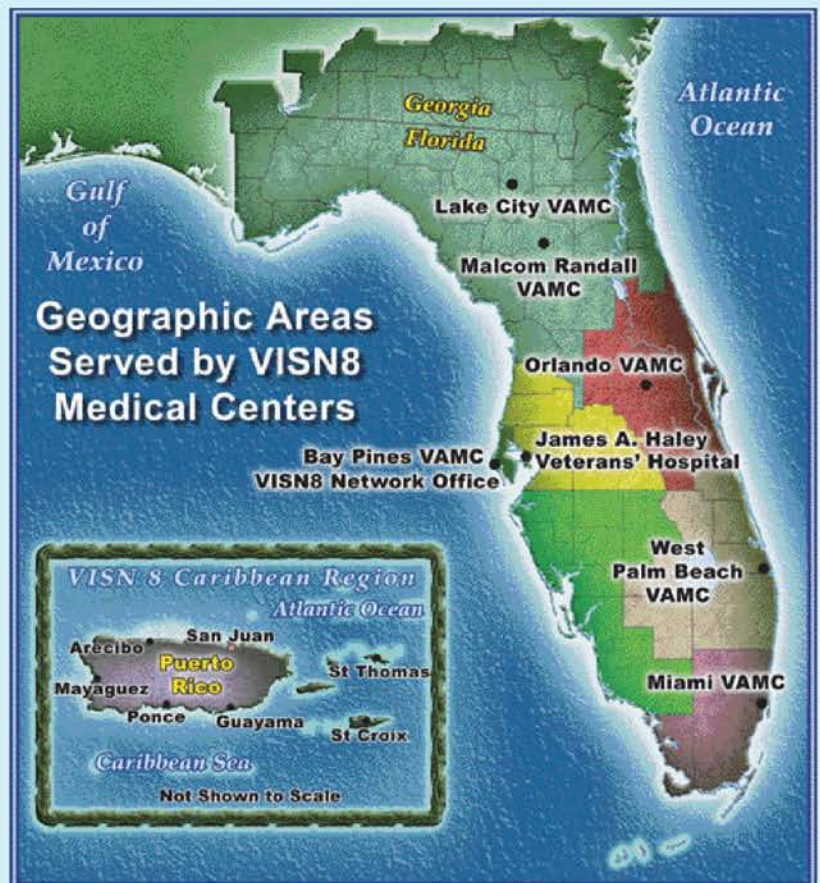 Georgia
Florida
Atlantic
Ocean
Gulf
of
Mexico
Lake City VAMC
Malcom Randall
VAMC
Geographic Areas
Served by VISN8
Medical Centers
Orlando VAMC
James A. Haley
Veterans' Hospital
Bay Pines VAMC
VISN8 Network Office
West
Palm Beach
VAMC
Miami VAMC
VISN 8 Caribbean Region
Atlantic Ocean
San Juan
Arecibo
Puerto
Rico
St Thomas
Mayaguez
Ponce
Guayama
St Croix
Caribbean Sea
Not Shown to Scale